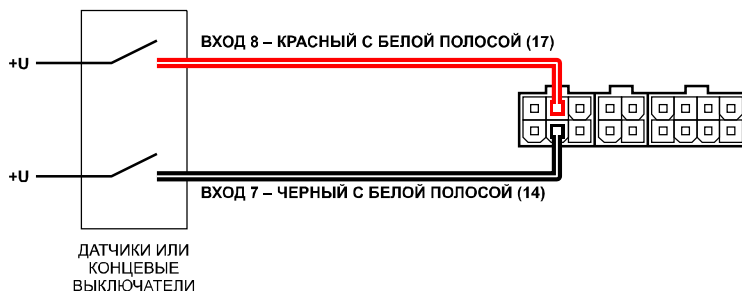 ВХОД 8 – КРАСНЫЙ С БЕЛОЙ ПОЛОСОЙ (17)
+U
+U
ВХОД 7 – ЧЕРНЫЙ С БЕЛОЙ ПОЛОСОЙ (14)
ДАТЧИКИ ИЛИ
КОНЦЕВЫЕ
ВЫКЛЮЧАТЕЛИ